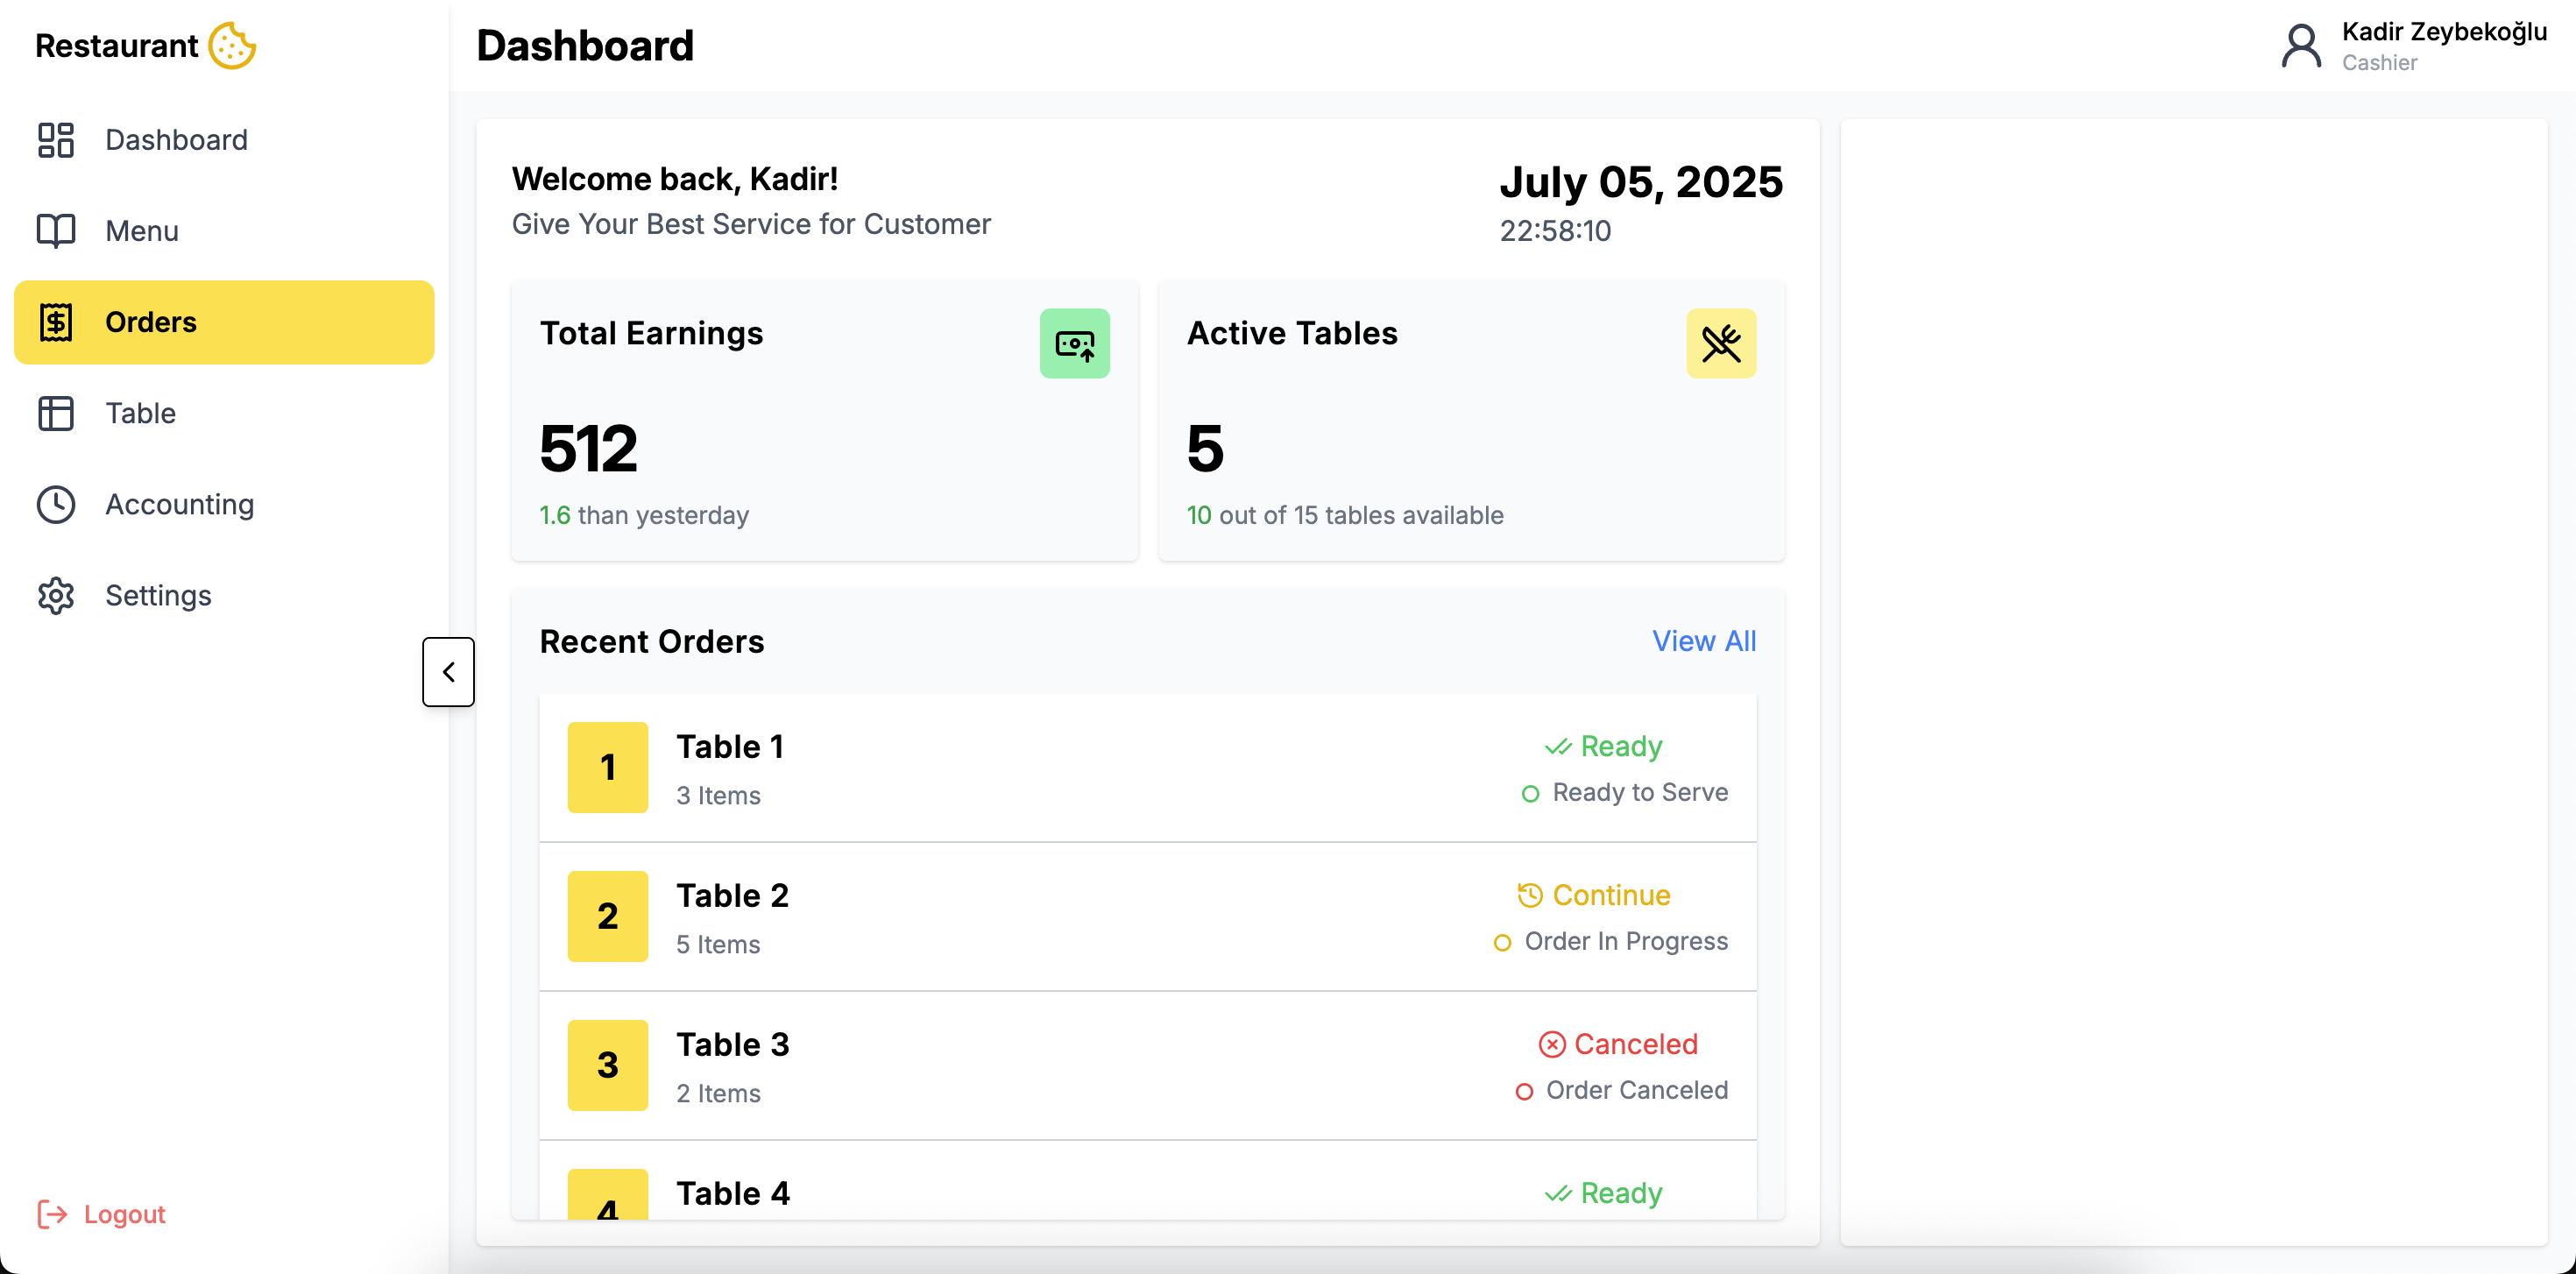 Restaurant
Dashboard
Menu
Orders
Table
Accounting
Settings
Logout
Dashboard
Kadir Zeybekoğlu
Cashier
Welcome back, Kadir!
Give Your Best Service for Customer
July 05, 2025
22:58:10
Total Earnings
512
1.6 than yesterday
Active Tables
5
10 out of 15 tables available
Recent Orders
View All
1
Table 1
3 Items
Ready
Ready to Serve
2
Table 2
5 Items
Continue
Order In Progress
3
Table 3
2 Items
Canceled
Order Canceled
4
Table 4
Ready